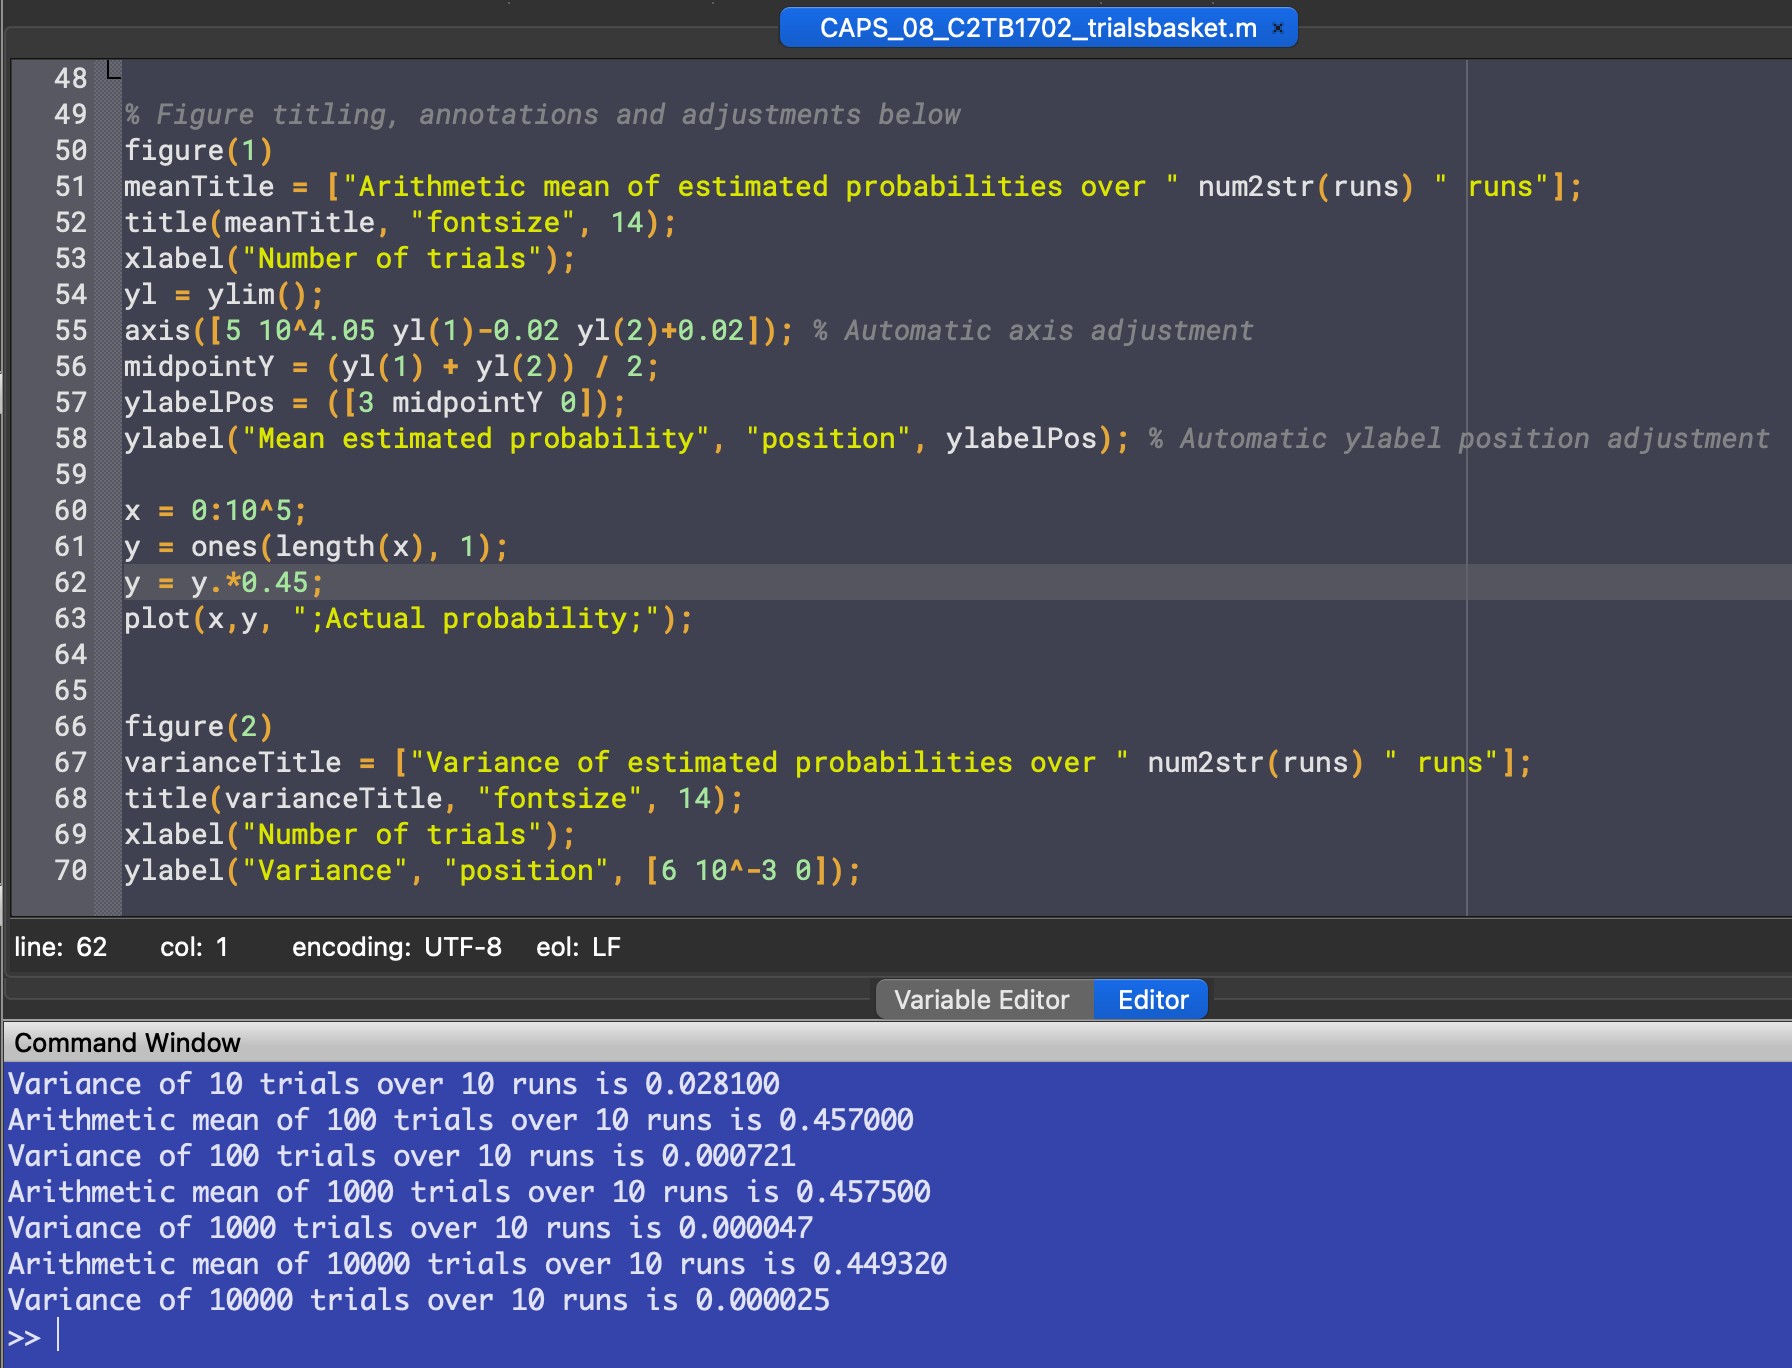 CAPS_08_C2TB1702_trialsbasket.m ×
48
49 % Figure titling, annotations and adjustments below
50 figure(1)
51 meanTitle = ["Arithmetic mean of estimated probabilities over " num2str(runs) " runs"];
52 title(meanTitle, "fontsize", 14);
53 xlabel("Number of trials");
54 yl = ylim();
55 axis([5 10^4.05 yl(1)-0.02 yl(2)+0.02]); % Automatic axis adjustment
56 midpointY = (yl(1) + yl(2)) / 2;
57 ylabelPos = ([3 midpointY 0]);
58 ylabel("Mean estimated probability", "position", ylabelPos); % Automatic ylabel position adjustment
59
60 x = 0:10^5;
61 y = ones(length(x), 1);
62 y = y.*0.45;
63 plot(x,y, ";Actual probability;");
64
65
66 figure(2)
67 varianceTitle = ["Variance of estimated probabilities over " num2str(runs) " runs"];
68 title(varianceTitle, "fontsize", 14);
69 xlabel("Number of trials");
70 ylabel("Variance", "position", [6 10^-3 0]);
line: 62 col: 1 encoding: UTF-8 eol: LF
Variable Editor Editor
Command Window
Variance of 10 trials over 10 runs is 0.028100
Arithmetic mean of 100 trials over 10 runs is 0.457000
Variance of 100 trials over 10 runs is 0.000721
Arithmetic mean of 1000 trials over 10 runs is 0.457500
Variance of 1000 trials over 10 runs is 0.000047
Arithmetic mean of 10000 trials over 10 runs is 0.449320
Variance of 10000 trials over 10 runs is 0.000025
>>